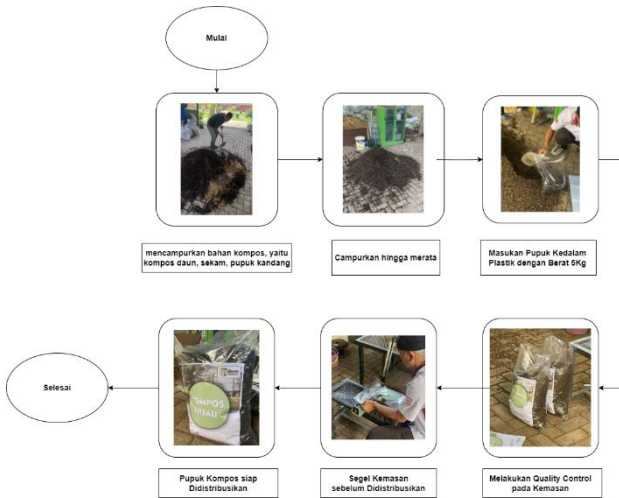 Mulai
mencampurkan bahan kompos, yaitu
kompos daun, sekam, pupuk kandang
Campurkan hingga merata
Masukan Pupuk Kedalam
Plastik dengan Berat 5Kg
Selesai
KOMPOS
HIJAU
Pupuk Kompos siap
Didistribusikan
Segel Kemasan
sebelum Didistribusikan
Melakukan Quality Control
pada Kemasan